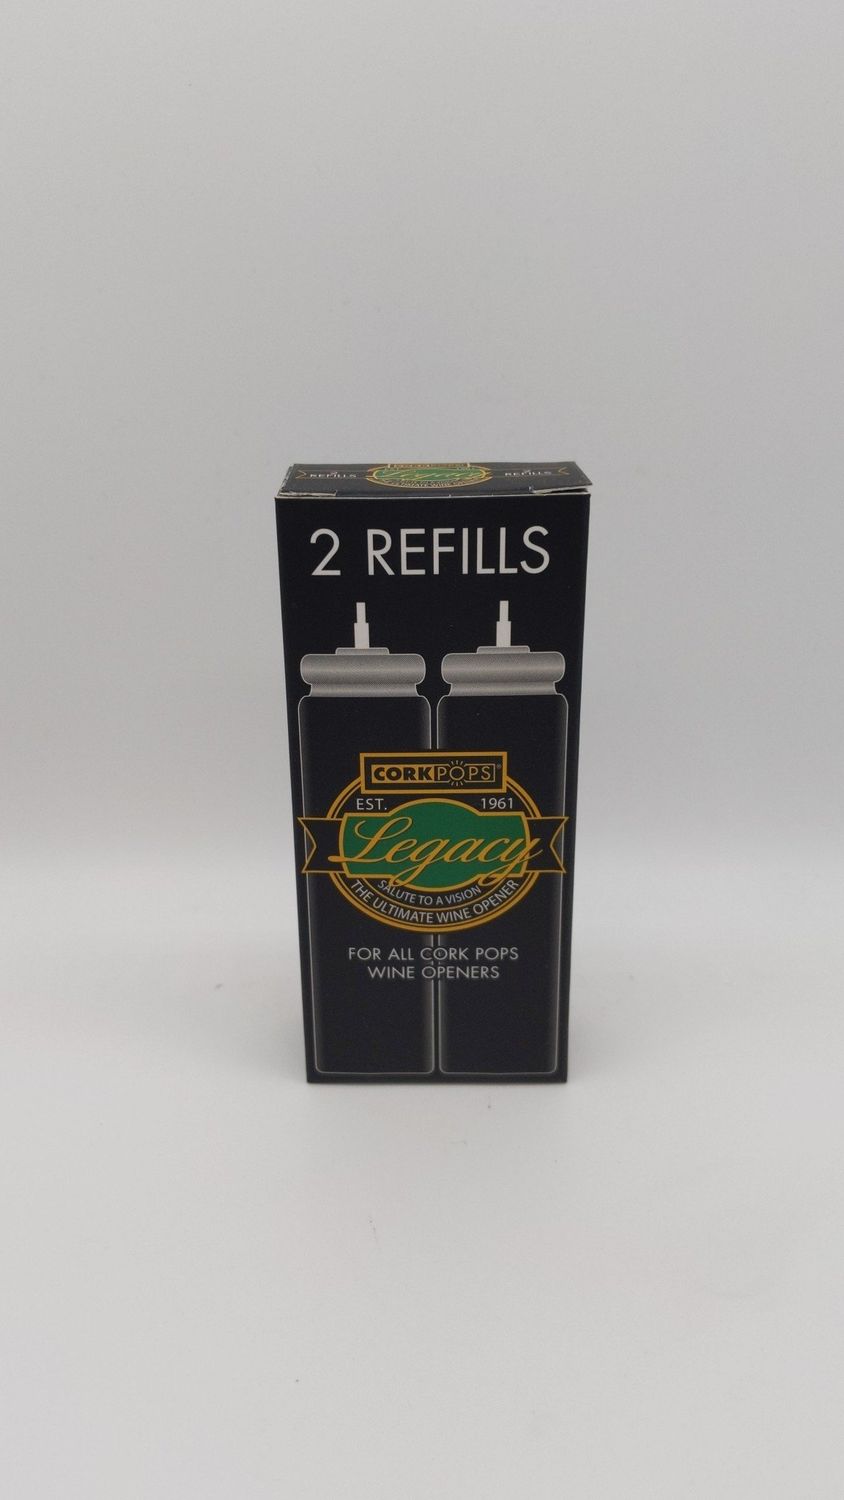 REFILLS
Legacy
REFILLS
2 REFILLS
CORKPOPS®
EST. 1961
Legacy
SALUTE TO A VISION
THE ULTIMATE WINE OPENER
FOR ALL CORK POPS
WINE OPENERS